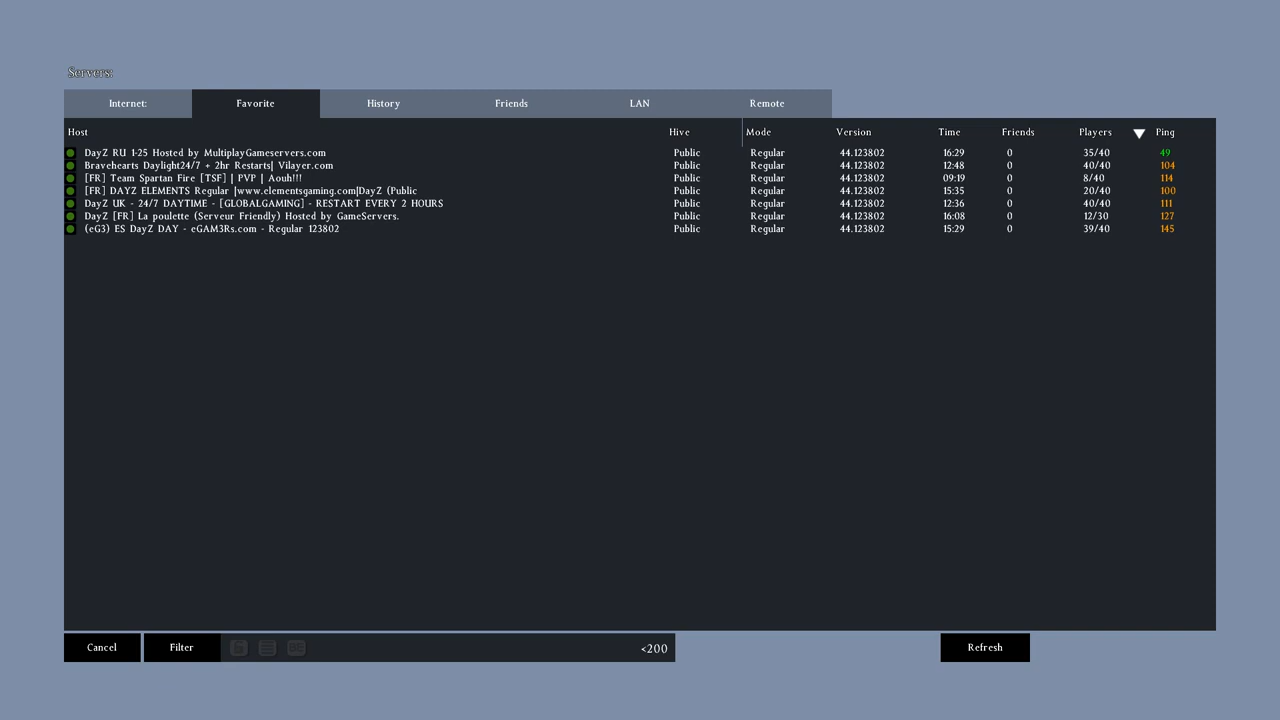 Servers:
Internet: Favorite History Friends LAN Remote
Host Hive Mode Version Time Friends Players Ping
DayZ RU 1-25 Hosted by MultiplayGameservers.com Public Regular 44.123802 16:29 0 35/40 49
Bravehearts Daylight24/7 + 2hr Restarts| Vilayer.com Public Regular 44.123802 12:48 0 40/40 104
[FR] Team Spartan Fire [TSF] | PVP | Aouh!!! Public Regular 44.123802 09:19 0 8/40 114
[FR] DAYZ ELEMENTS Regular |www.elementsgaming.com|DayZ (Public Public Regular 44.123802 15:35 0 20/40 100
DayZ UK - 24/7 DAYTIME - [GLOBALGAMING] - RESTART EVERY 2 HOURS Public Regular 44.123802 12:36 0 40/40 111
DayZ [FR] La poulette (Serveur Friendly) Hosted by GameServers. Public Regular 44.123802 16:08 0 12/30 127
(eG3) ES DayZ DAY - eGAM3Rs.com - Regular 123802 Public Regular 44.123802 15:29 0 39/40 145
Cancel Filter <200 Refresh